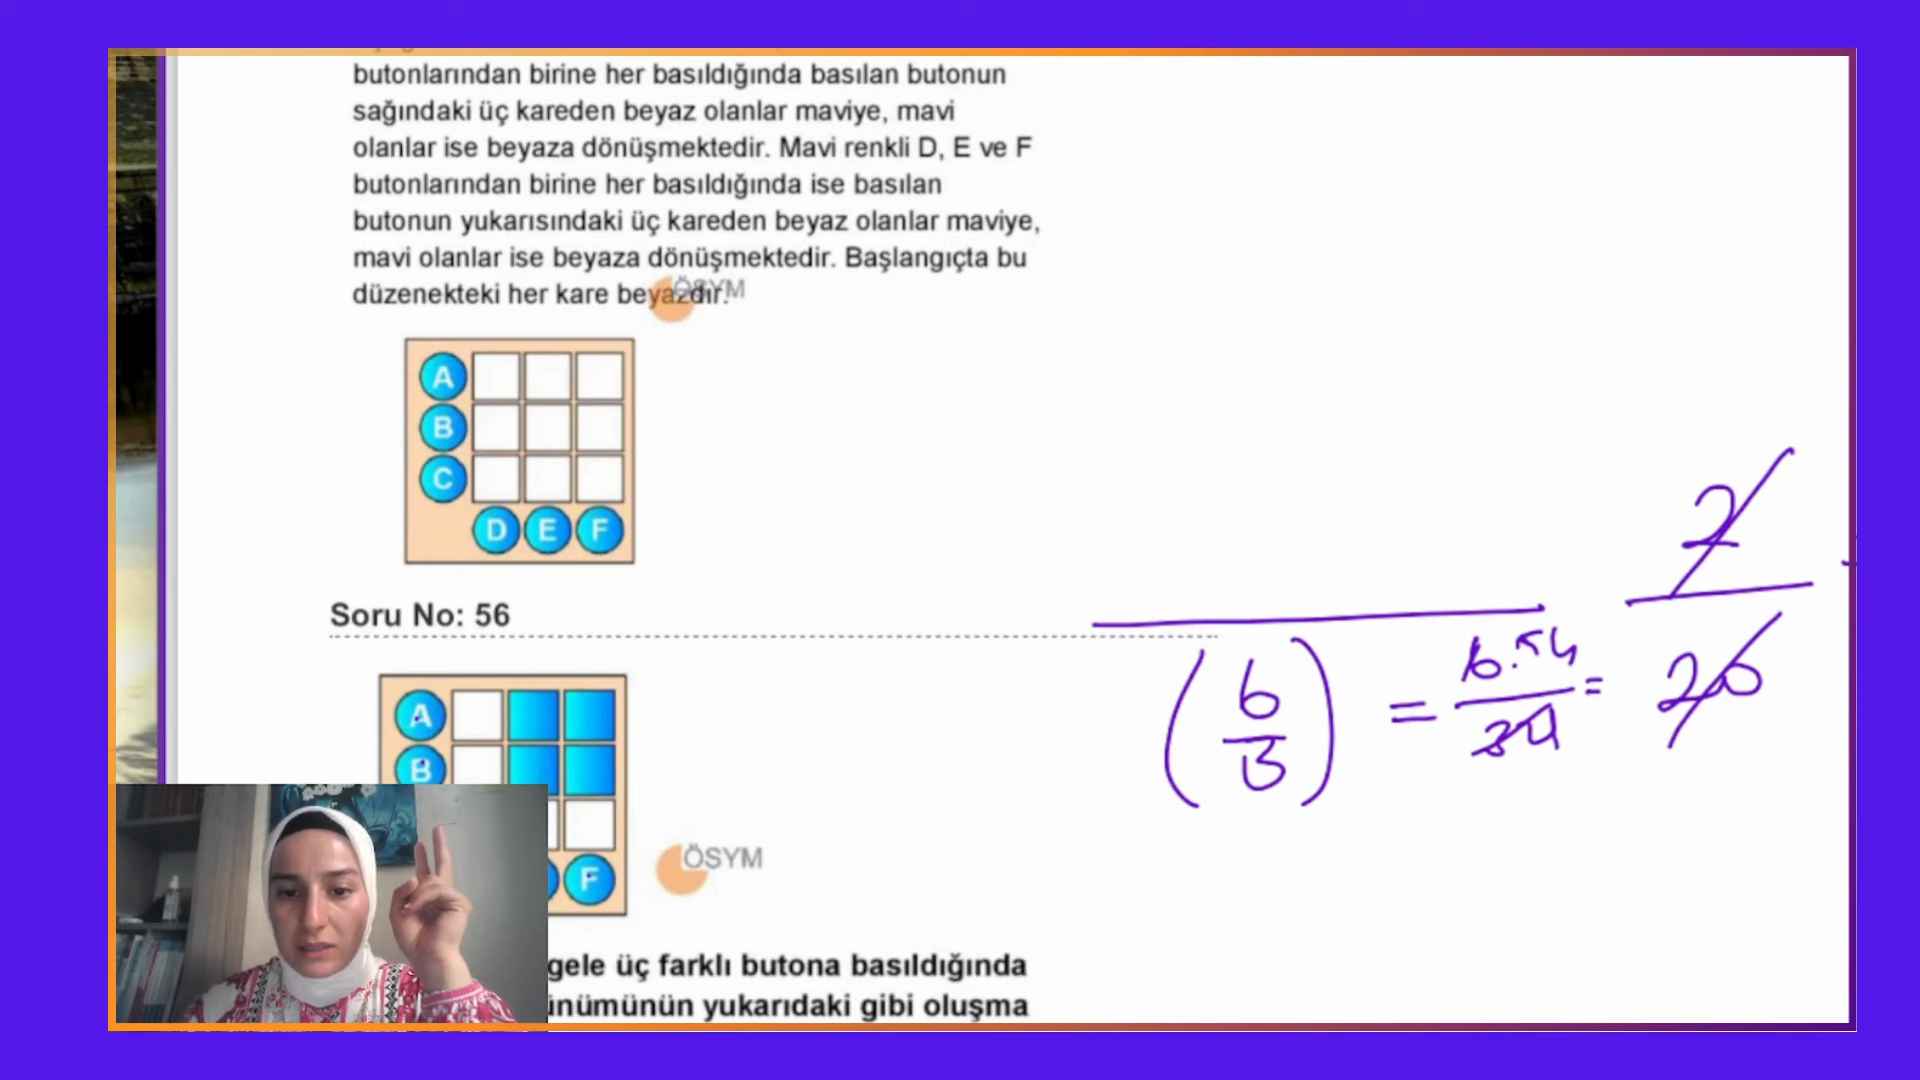 butonlarından birine her basıldığında basılan butonun
sağındaki üç kareden beyaz olanlar maviye, mavi
olanlar ise beyaza dönüşmektedir. Mavi renkli D, E ve F
butonlarından birine her basıldığında ise basılan
butonun yukarısındaki üç kareden beyaz olanlar maviye,
mavi olanlar ise beyaza dönüşmektedir. Başlangıçta bu
düzenekteki her kare beyazdır.
ÖSYM
A
B
C
D E F
Soru No: 56
A
B
F
ÖSYM
gele üç farklı butona basıldığında
ünümünün yukarıdaki gibi oluşma
2
(6/3) = 6.54/ = 20